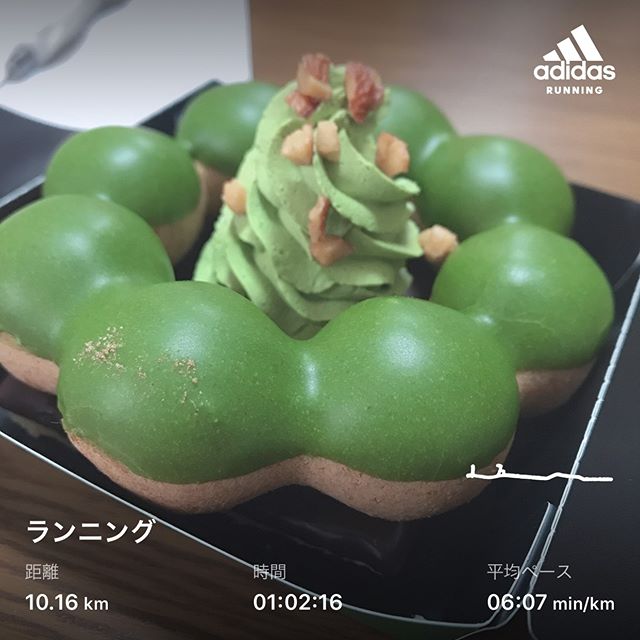 adidas
RUNNING
ランニング
距離
時間
平均ペース
10.16 km
01:02:16
06:07 min/km